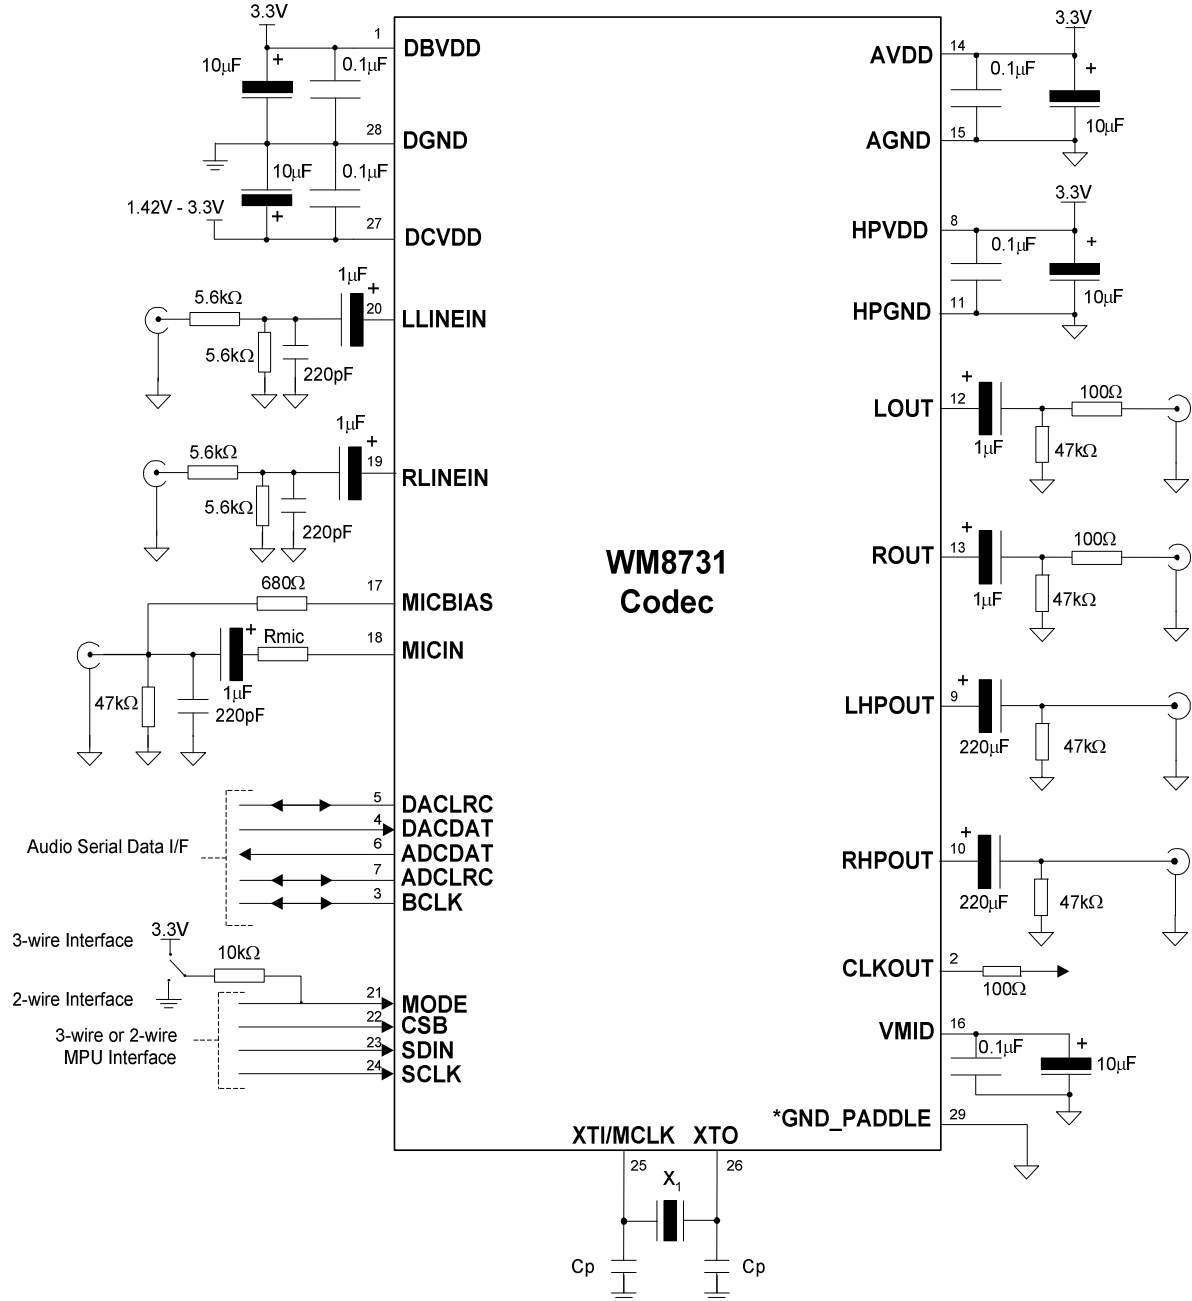 3.3V
1
DBVDD
10µF
+
0.1µF
28
DGND
10µF
0.1µF
+
1.42V - 3.3V
27
DCVDD
1µF
+
5.6kΩ
20
LLINEIN
5.6kΩ
220pF
1µF
+
5.6kΩ
19
RLINEIN
5.6kΩ
220pF
680Ω
17
MICBIAS
+
Rmic
18
MICIN
47kΩ
1µF
220pF
5
DACLRC
4
DACDAT
Audio Serial Data I/F
6
ADCDAT
7
ADCLRC
3
BCLK
3.3V
3-wire Interface
10kΩ
2-wire Interface
21
MODE
22
CSB
3-wire or 2-wire
MPU Interface
23
SDIN
24
SCLK
WM8731
Codec
3.3V
AVDD
14
0.1µF
+
10µF
AGND
15
3.3V
HPVDD
8
0.1µF
+
10µF
HPGND
11
LOUT
12
+
1µF
100Ω
47kΩ
ROUT
13
+
1µF
100Ω
47kΩ
LHPOUT
9
+
220µF
47kΩ
RHPOUT
10
+
220µF
47kΩ
CLKOUT
2
100Ω
VMID
16
0.1µF
+
10µF
*GND_PADDLE
29
XTI/MCLK
XTO
25
26
X1
Cp
Cp